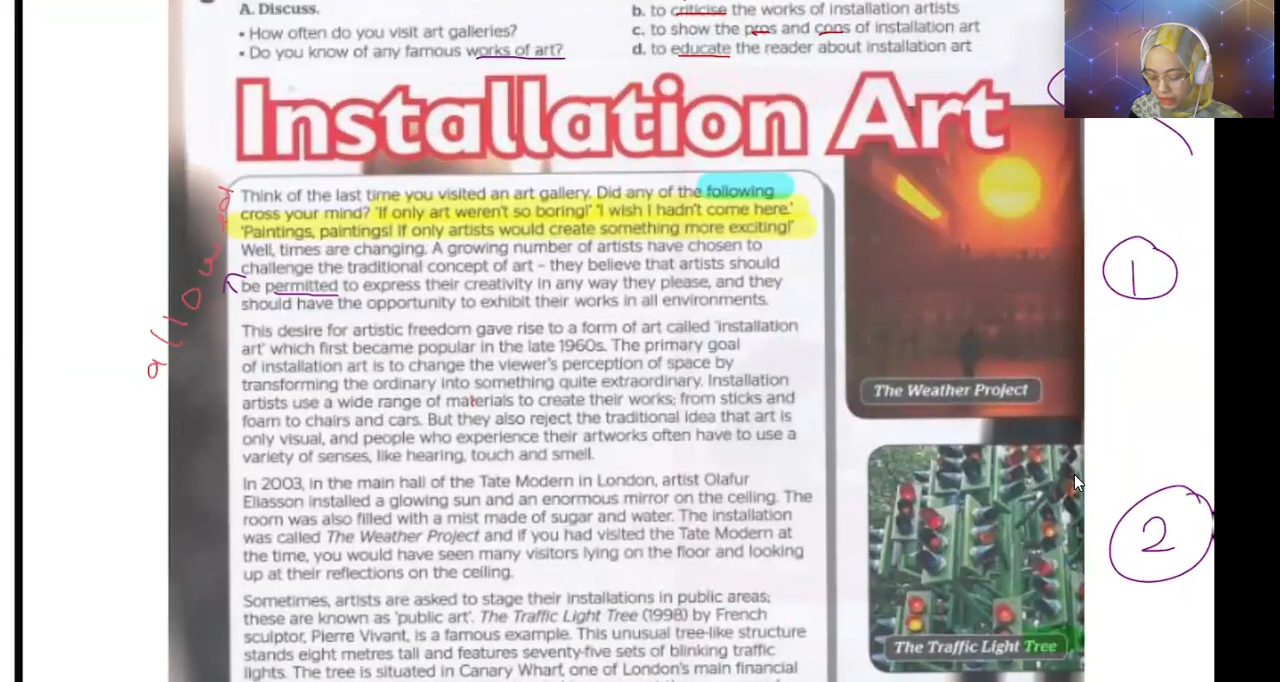 A. Discuss.
• How often do you visit art galleries?
• Do you know of any famous works of art?
b. to criticise the works of installation artists
c. to show the pros and cons of installation art
d. to educate the reader about installation art
Installation Art
Think of the last time you visited an art gallery. Did any of the following
cross your mind? 'If only art weren't so boring!' 'I wish I hadn't come here.'
'Paintings, paintings! If only artists would create something more exciting!'
Well, times are changing. A growing number of artists have chosen to
challenge the traditional concept of art – they believe that artists should
be permitted to express their creativity in any way they please, and they
should have the opportunity to exhibit their works in all environments.
allowed
This desire for artistic freedom gave rise to a form of art called 'installation
art' which first became popular in the late 1960s. The primary goal
of installation art is to change the viewer's perception of space by
transforming the ordinary into something quite extraordinary. Installation
artists use a wide range of materials to create their works; from sticks and
foam to chairs and cars. But they also reject the traditional idea that art is
only visual, and people who experience their artworks often have to use a
variety of senses, like hearing, touch and smell.
In 2003, in the main hall of the Tate Modern in London, artist Olafur
Eliasson installed a glowing sun and an enormous mirror on the ceiling. The
room was also filled with a mist made of sugar and water. The installation
was called The Weather Project and if you had visited the Tate Modern at
the time, you would have seen many visitors lying on the floor and looking
up at their reflections on the ceiling.
Sometimes, artists are asked to stage their installations in public areas;
these are known as 'public art'. The Traffic Light Tree (1998) by French
sculptor, Pierre Vivant, is a famous example. This unusual tree-like structure
stands eight metres tall and features seventy-five sets of blinking traffic
lights. The tree is situated in Canary Wharf, one of London's main financial
The Weather Project
1
The Traffic Light Tree
2